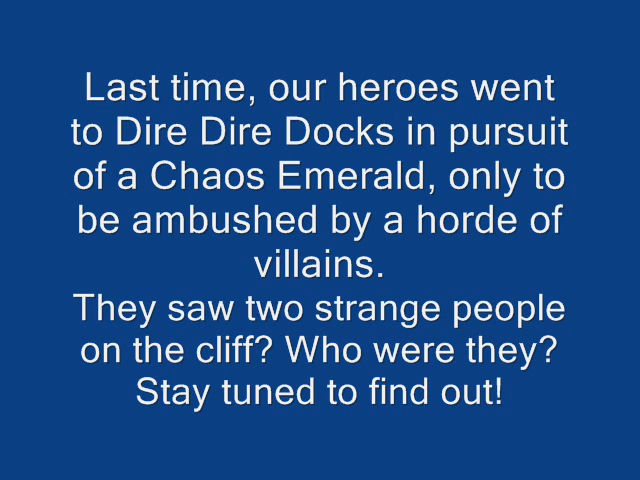 Last time, our heroes went
to Dire Dire Docks in pursuit
of a Chaos Emerald, only to
be ambushed by a horde of
villains.
They saw two strange people
on the cliff? Who were they?
Stay tuned to find out!